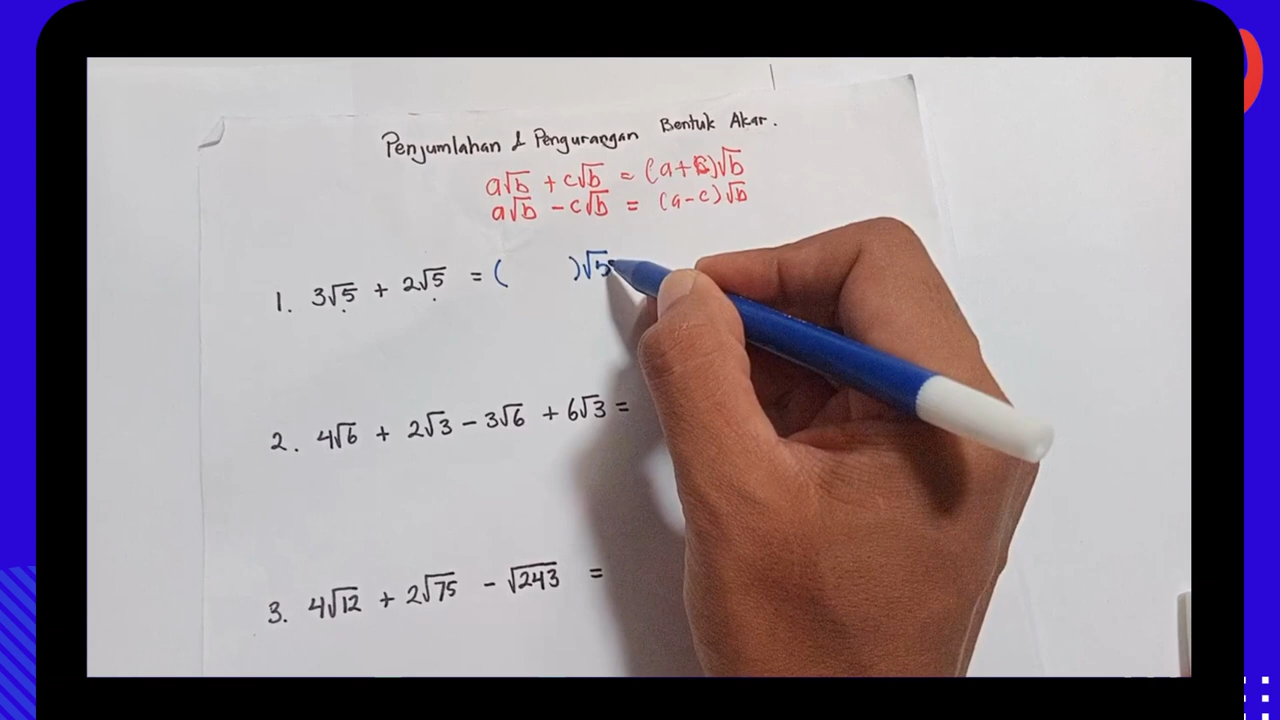 Penjumlahan & Pengurangan Bentuk Akar.
a√b + c√b = (a+c)√b
a√b - c√b = (a-c)√b
1. 3√5 + 2√5 = ( )√5
2. 4√6 + 2√3 - 3√6 + 6√3 =
3. 4√12 + 2√75 - √243 =